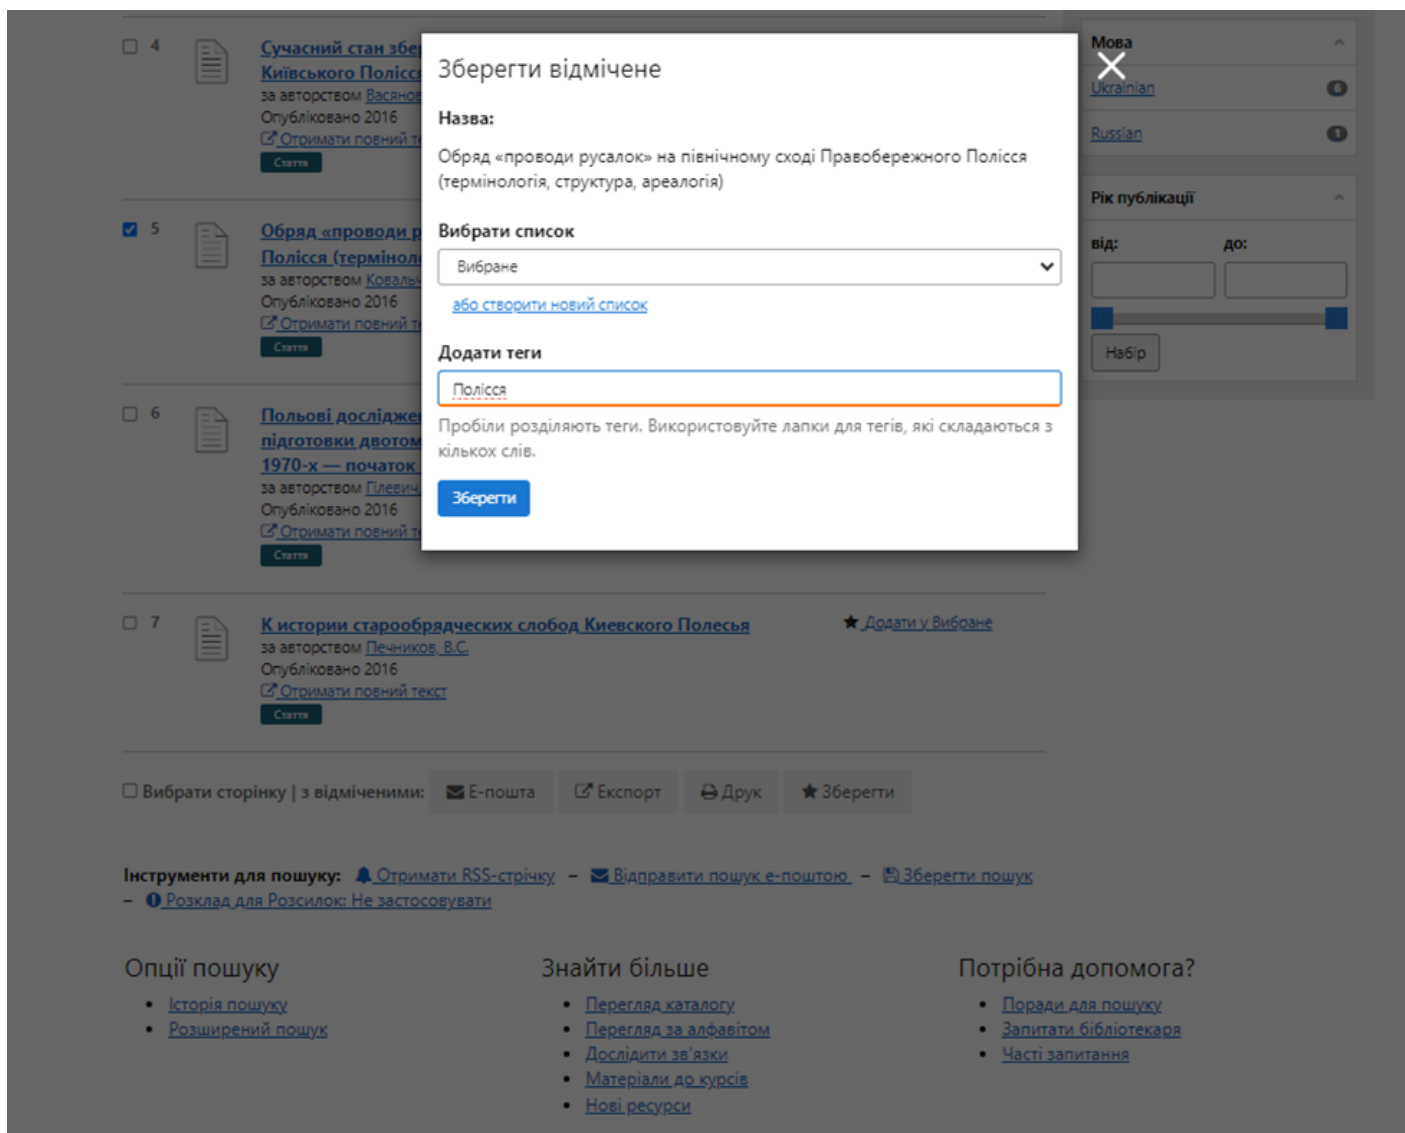 4
Сучасний стан збе
Київського Полісс
за авторством Васянов
Опубліковано 2016
Отримати повний т
Стаття
5
Обряд «проводи р
Полісся (терміноло
за авторством Ковальч
Опубліковано 2016
Отримати повний т
Стаття
6
Польові досліджен
підготовки двотом
1970-х — початок
за авторством Гілевич,
Опубліковано 2016
Отримати повний т
Стаття
7
К истории старообрядческих слобод Киевского Полесья
Додати у Вибране
за авторством Печников, В.С.
Опубліковано 2016
Отримати повний текст
Стаття
Зберегти відмічене
Назва:
Обряд «проводи русалок» на північному сході Правобережного Полісся
(термінологія, структура, ареалогія)
Вибрати список
Вибране
або створити новий список
Додати теги
Полісся
Пробіли розділяють теги. Використовуйте лапки для тегів, які складаються з
кількох слів.
Зберегти
Мова
Ukrainian 6
Russian 1
Рік публікації
від: до:
Набір
Вибрати сторінку | з відміченими: Е-пошта Експорт Друк Зберегти
Інструменти для пошуку: Отримати RSS-стрічку – Відправити пошук е-поштою – Зберегти пошук
– Розклад для Розсилок: Не застосовувати
Опції пошуку
Історія пошуку
Розширений пошук
Знайти більше
Перегляд каталогу
Перегляд за алфавітом
Дослідити зв'язки
Матеріали до курсів
Нові ресурси
Потрібна допомога?
Поради для пошуку
Запитати бібліотекаря
Часті запитання